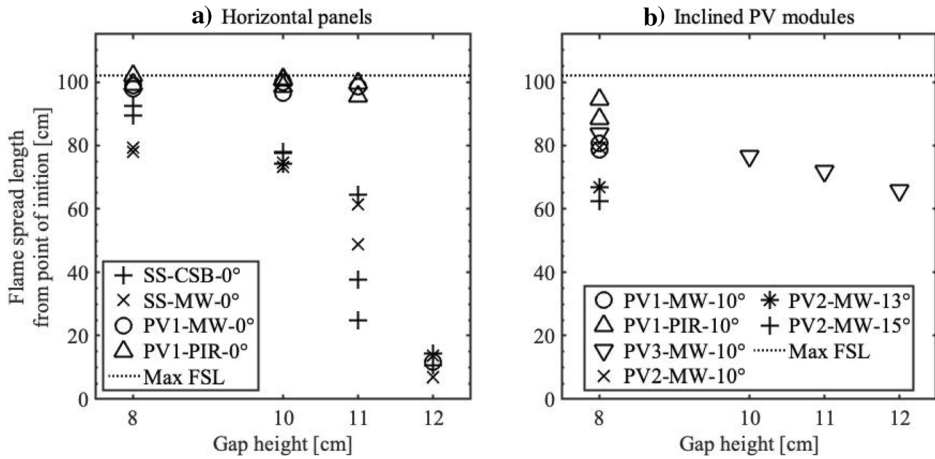 a) Horizontal panels
Flame spread length
from point of inition [cm]
100
80
60
40
20
0
SS-CSB-0°
SS-MW-0°
PV1-MW-0°
PV1-PIR-0°
Max FSL
8
10
11
12
Gap height [cm]
b) Inclined PV modules
100
80
60
40
20
0
PV1-MW-10°
PV1-PIR-10°
PV3-MW-10°
PV2-MW-10°
PV2-MW-13°
PV2-MW-15°
Max FSL
8
10
11
12
Gap height [cm]